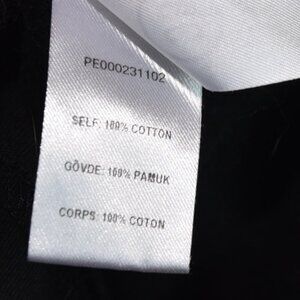 PE000231102
SELF: 100% COTTON
GÖVDE: 100% PAMUK
CORPS: 100% COTON